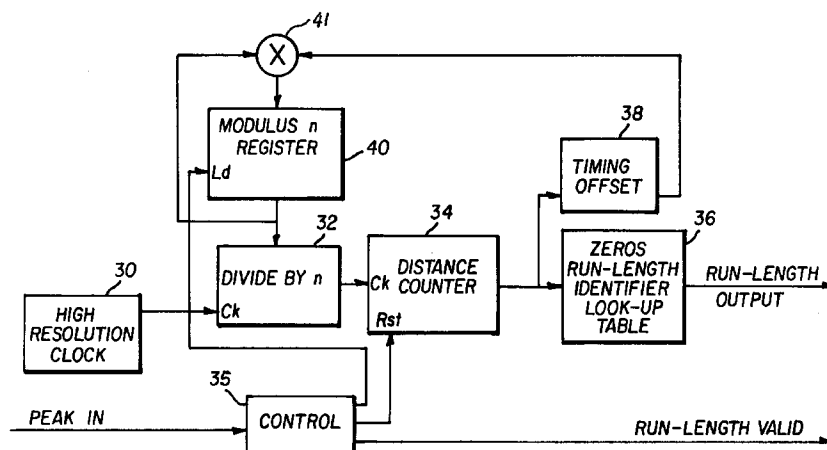 41
X
MODULUS n
REGISTER
Ld
40
38
TIMING
OFFSET
32
DIVIDE BY n
Ck
34
DISTANCE
COUNTER
Ck
Rst
36
ZEROS
RUN-LENGTH
IDENTIFIER
LOOK-UP
TABLE
RUN-LENGTH
OUTPUT
30
HIGH
RESOLUTION
CLOCK
35
PEAK IN
CONTROL
RUN-LENGTH VALID